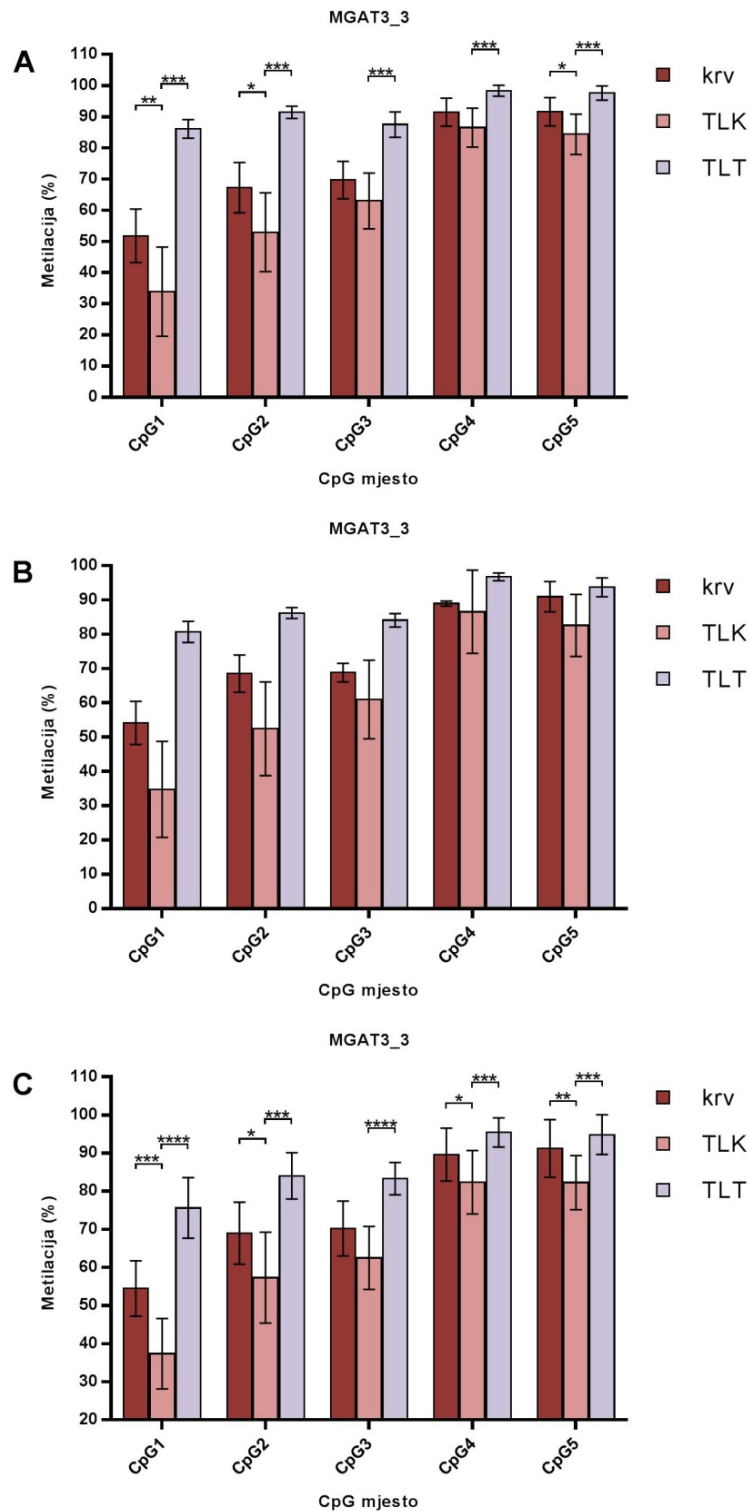 MGAT3_3
A
*** *** *** *** ***
** * *
krv
TLK
TLT
Metilacija (%)
100
90
80
70
60
50
40
30
20
10
0
CpG1 CpG2 CpG3 CpG4 CpG5
CpG mjesto
MGAT3_3
B
krv
TLK
TLT
Metilacija (%)
100
90
80
70
60
50
40
30
20
10
0
CpG1 CpG2 CpG3 CpG4 CpG5
CpG mjesto
MGAT3_3
C
**** *** **** *** ***
*** * * **
krv
TLK
TLT
Metilacija (%)
110
100
90
80
70
60
50
40
30
20
CpG1 CpG2 CpG3 CpG4 CpG5
CpG mjesto